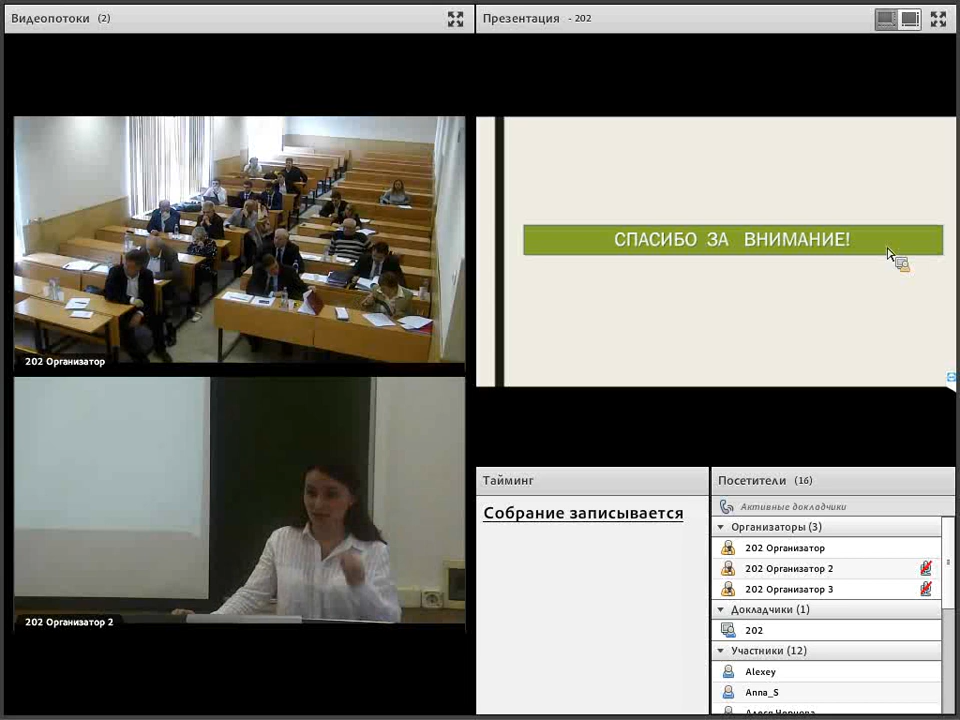 Видеопотоки (2)
Презентация - 202
202 Организатор
СПАСИБО ЗА ВНИМАНИЕ!
202 Организатор 2
Тайминг
Собрание записывается
Посетители (16)
Активные докладчики
Организаторы (3)
202 Организатор
202 Организатор 2
202 Организатор 3
Докладчики (1)
202
Участники (12)
Alexey
Anna_S